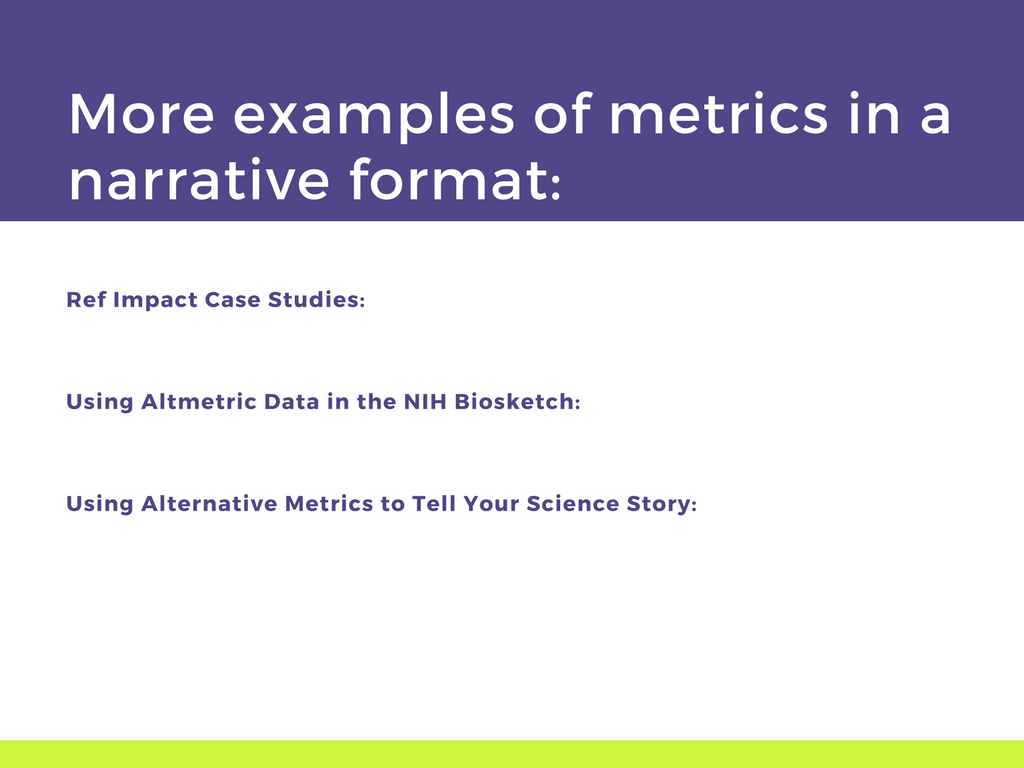 More examples of metrics in a
narrative format:
Ref Impact Case Studies:
Using Altmetric Data in the NIH Biosketch:
Using Alternative Metrics to Tell Your Science Story: